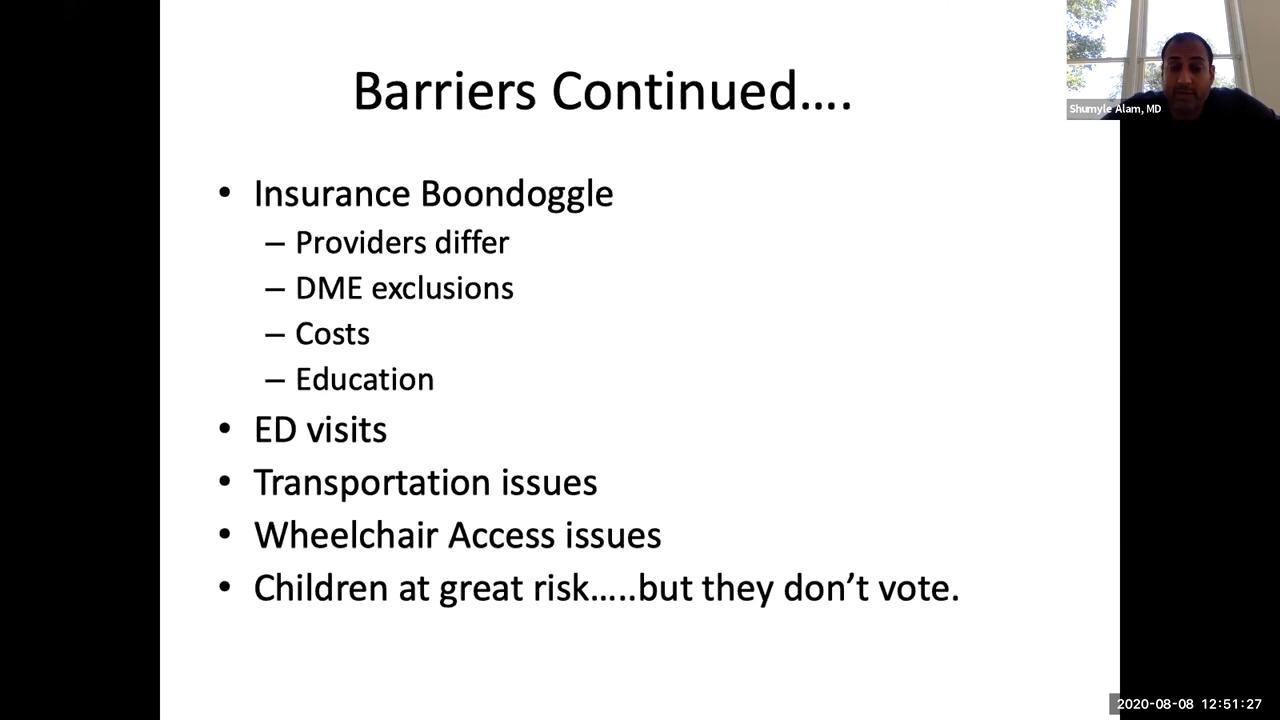 Barriers Continued….
Shumyle Alam, MD
• Insurance Boondoggle
– Providers differ
– DME exclusions
– Costs
– Education
• ED visits
• Transportation issues
• Wheelchair Access issues
• Children at great risk…..but they don’t vote.
2020-08-08 12:51:27